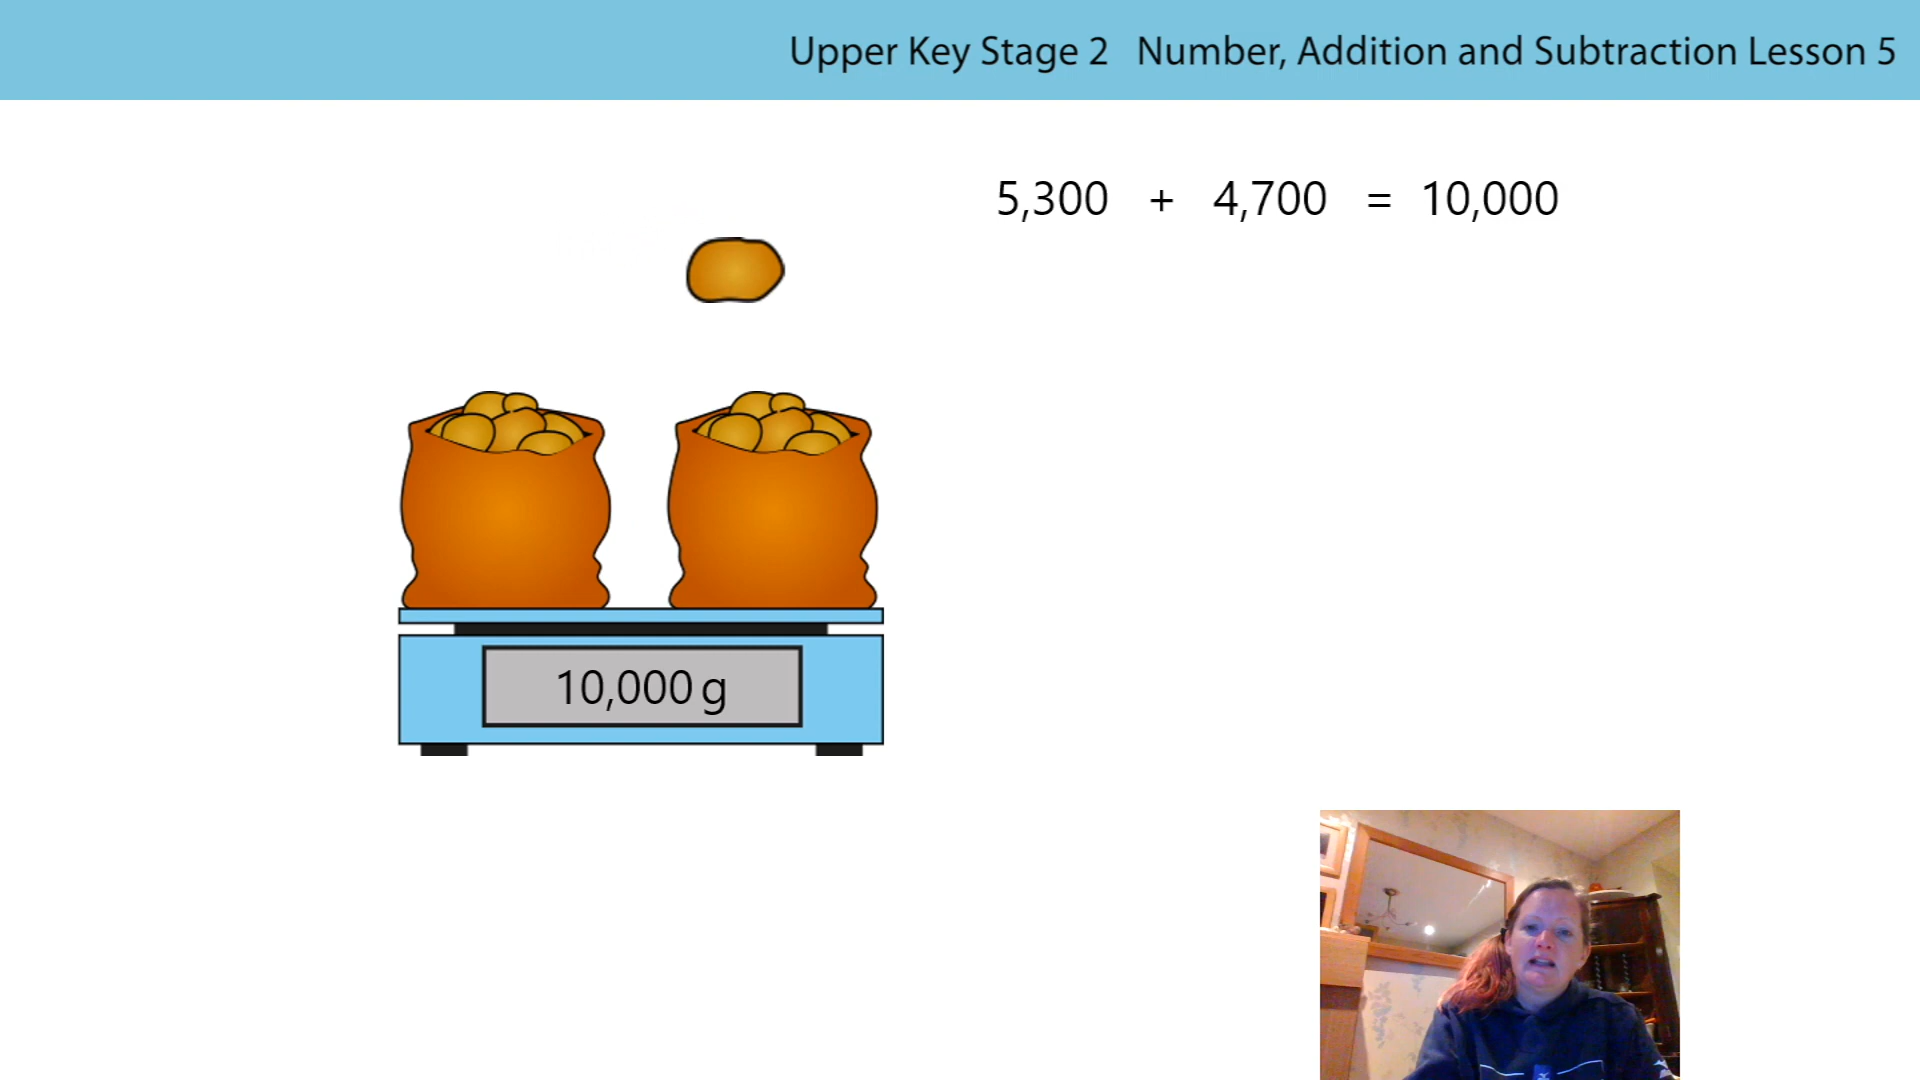 Upper Key Stage 2 Number, Addition and Subtraction Lesson 5
5,300 + 4,700 = 10,000
10,000 g